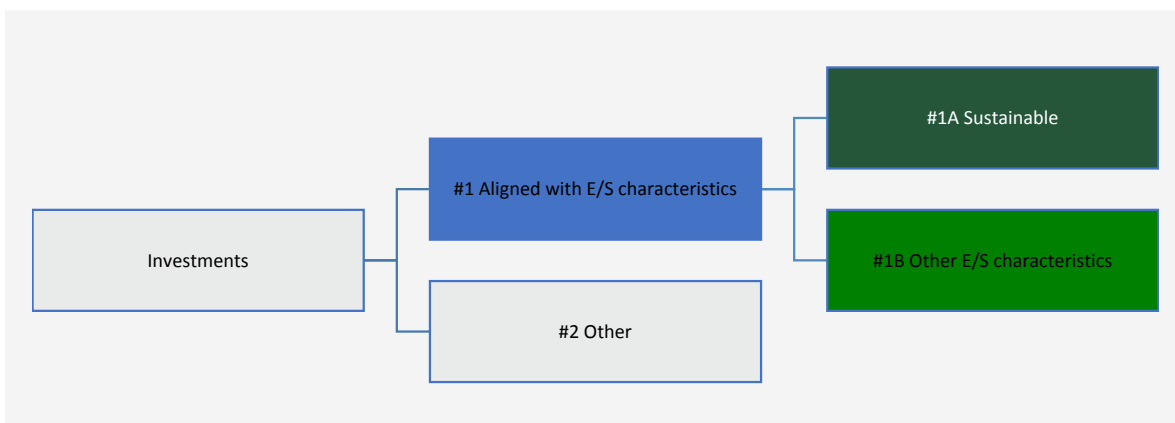 Investments
#1 Aligned with E/S characteristics
#2 Other
#1A Sustainable
#1B Other E/S characteristics